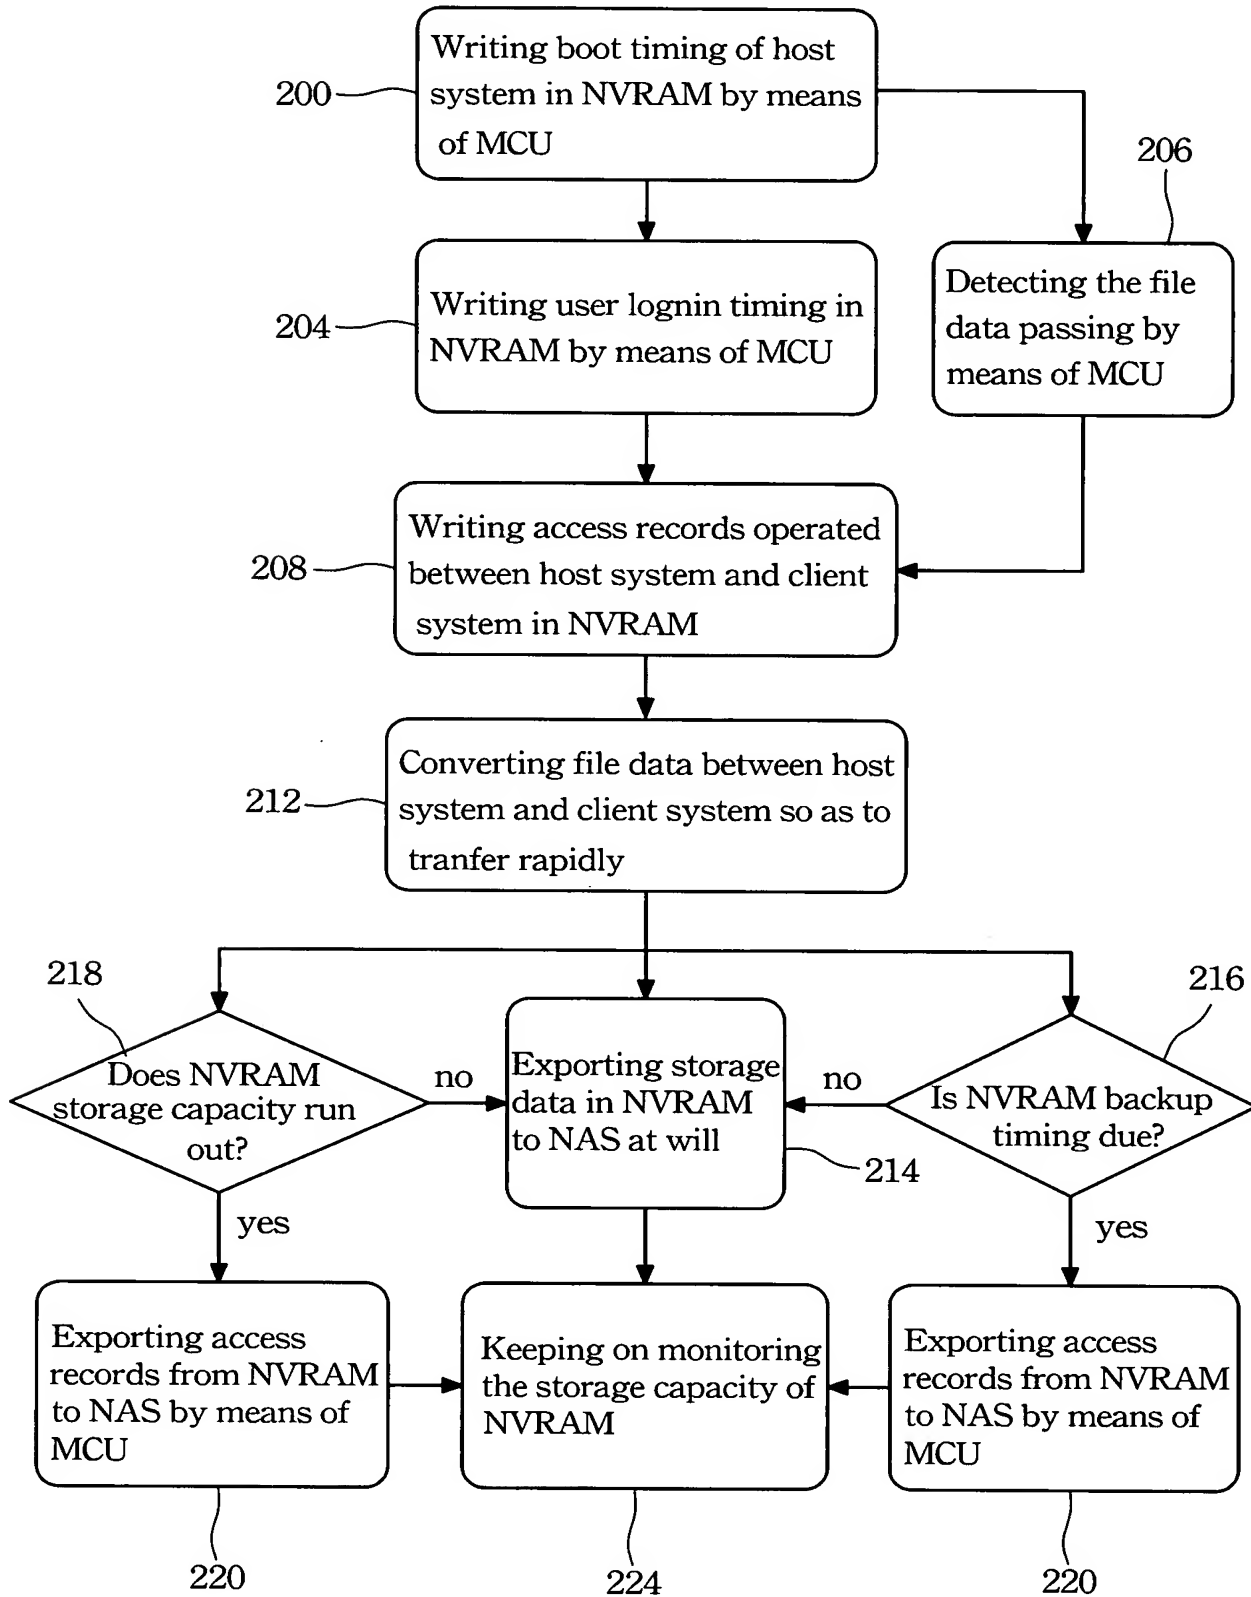 Writing boot timing of host
system in NVRAM by means
of MCU
200
206
Writing user lognin timing in
NVRAM by means of MCU
204
Detecting the file
data passing by
means of MCU
Writing access records operated
between host system and client
system in NVRAM
208
Converting file data between host
system and client system so as to
tranfer rapidly
212
218
216
Does NVRAM
storage capacity run
out?
no
Exporting storage
data in NVRAM
to NAS at will
214
no
Is NVRAM backup
timing due?
yes
yes
Exporting access
records from NVRAM
to NAS by means of
MCU
Keeping on monitoring
the storage capacity of
NVRAM
Exporting access
records from NVRAM
to NAS by means of
MCU
220
224
220